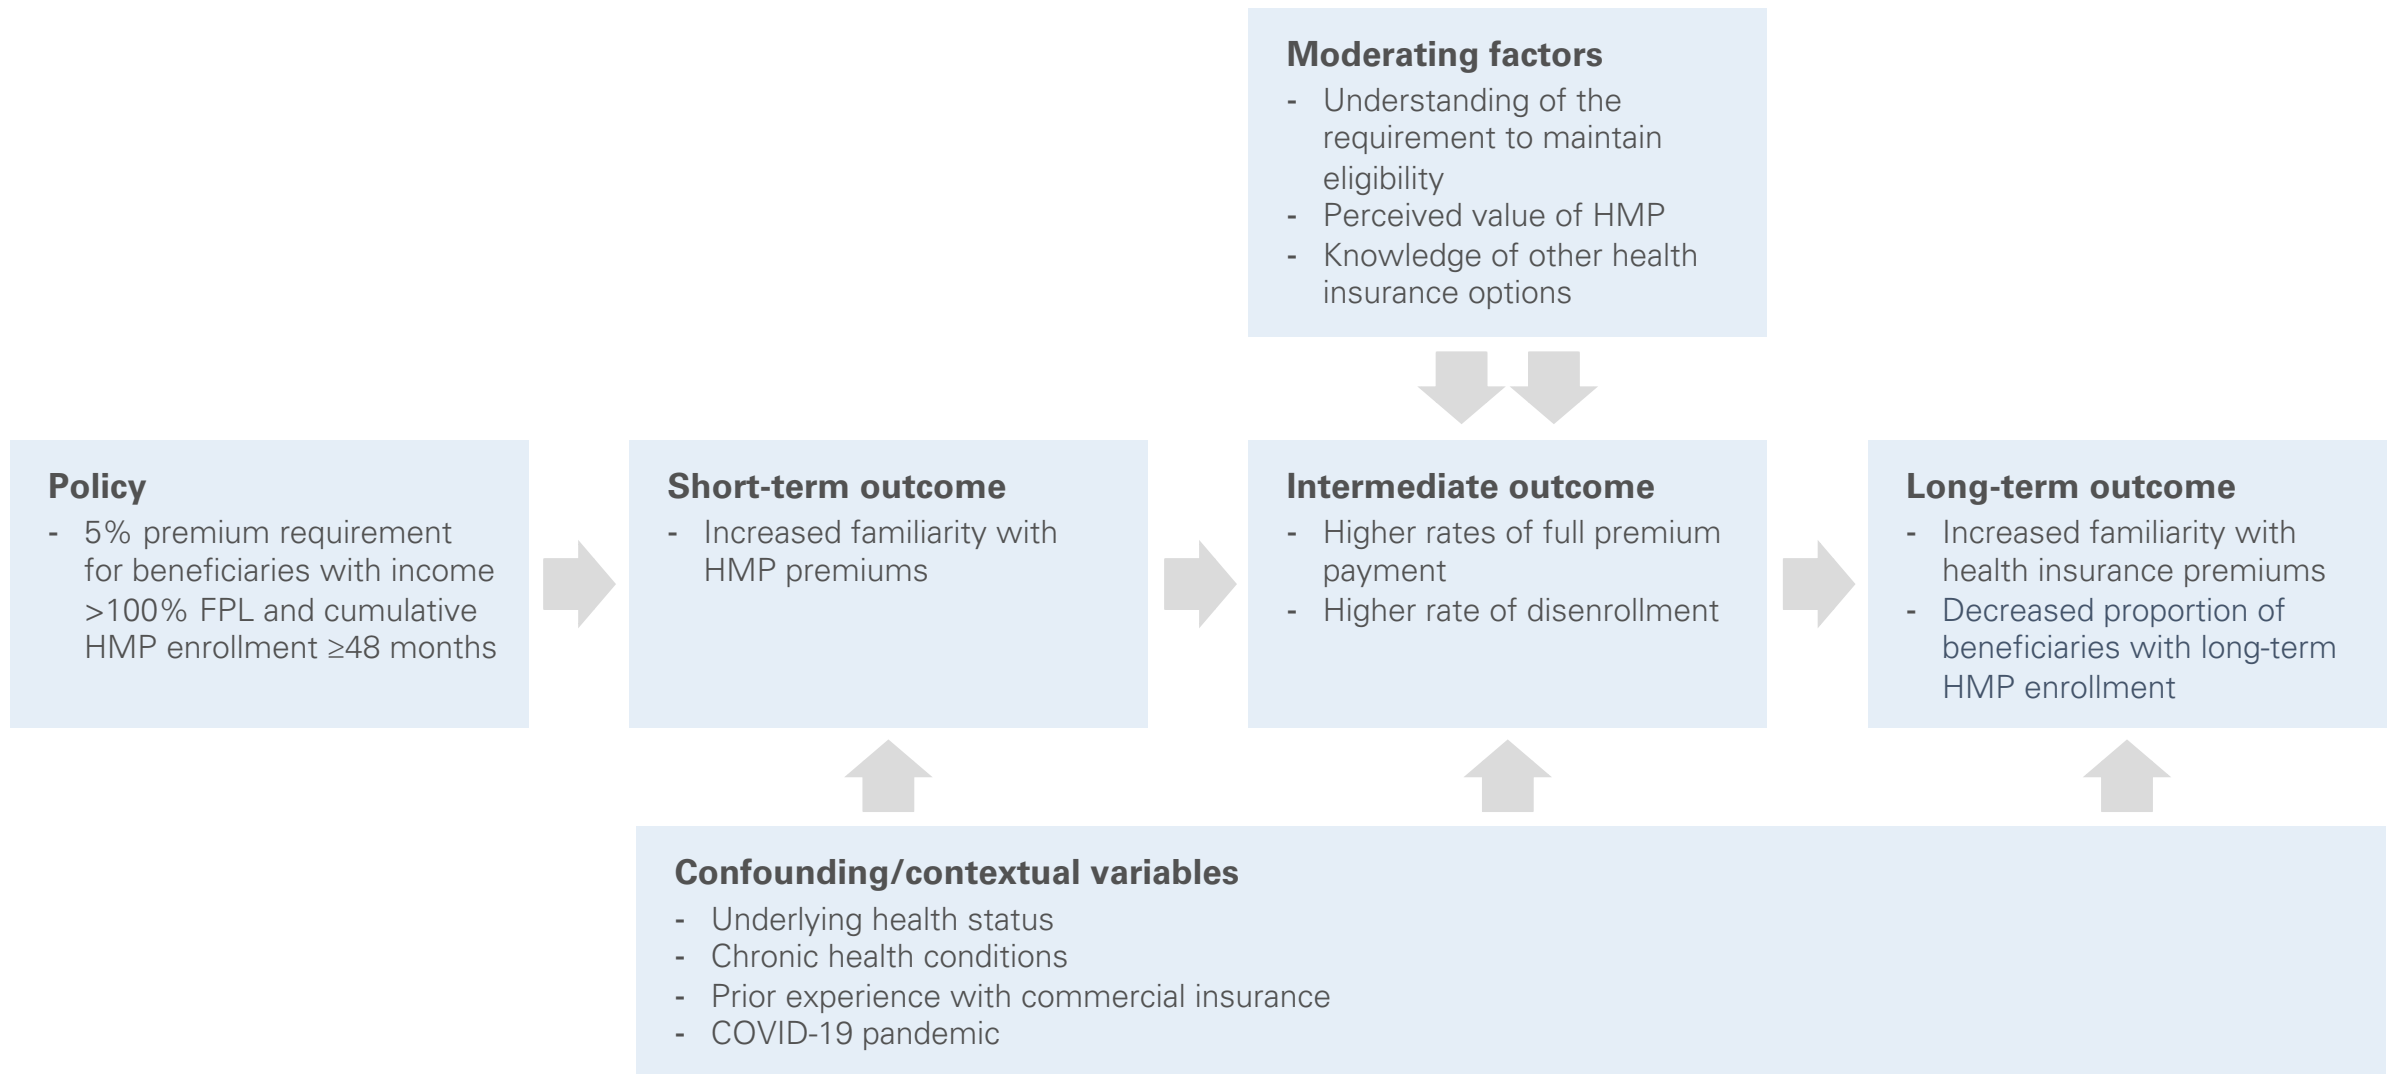 Moderating factors
- Understanding of the
requirement to maintain
eligibility
- Perceived value of HMP
- Knowledge of other health
insurance options
Policy
- 5% premium requirement
for beneficiaries with income
>100% FPL and cumulative
HMP enrollment ≥48 months
Short-term outcome
- Increased familiarity with
HMP premiums
Intermediate outcome
- Higher rates of full premium
payment
- Higher rate of disenrollment
Long-term outcome
- Increased familiarity with
health insurance premiums
- Decreased proportion of
beneficiaries with long-term
HMP enrollment
Confounding/contextual variables
- Underlying health status
- Chronic health conditions
- Prior experience with commercial insurance
- COVID-19 pandemic